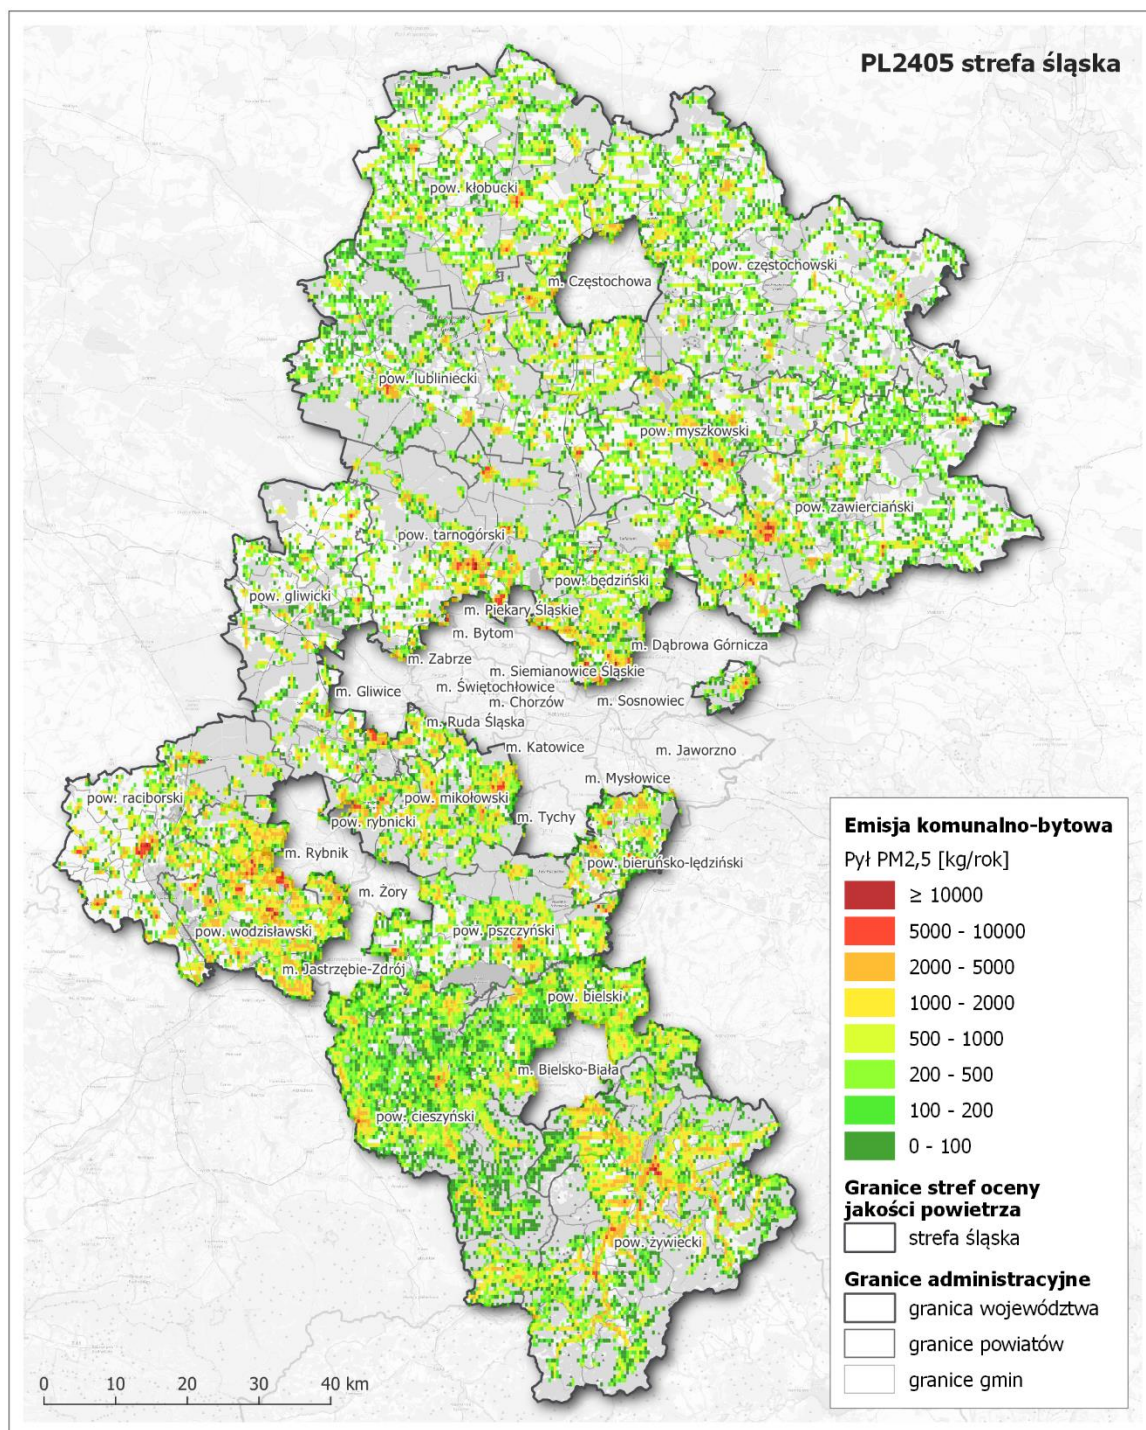 PL2405 strefa śląska
pow. kłobucki
pow. częstochowski
m. Częstochowa
pow. lubliniecki
pow. myszkowski
pow. zawierciański
pow. tarnogórski
pow. będziński
pow. gliwicki
m. Piekary Śląskie
m. Bytom
m. Dąbrowa Górnicza
m. Zabrze
m. Siemianowice Śląskie
m. Świętochłowice
m. Gliwice
m. Chorzów
m. Sosnowiec
m. Ruda Śląska
m. Katowice
m. Jaworzno
m. Mysłowice
pow. raciborski
pow. mikołowski
m. Tychy
pow. rybnicki
m. Rybnik
pow. bieruńsko-lędziński
m. Żory
pow. wodzisławski
pow. pszczyński
m. Jastrzębie-Zdrój
pow. bielski
m. Bielsko-Biała
pow. cieszyński
pow. żywiecki
Emisja komunalno-bytowa
Pył PM2,5 [kg/rok]
≥ 10000
5000 - 10000
2000 - 5000
1000 - 2000
500 - 1000
200 - 500
100 - 200
0 - 100
Granice stref oceny
jakości powietrza
strefa śląska
Granice administracyjne
granica województwa
granice powiatów
granice gmin
0 10 20 30 40 km